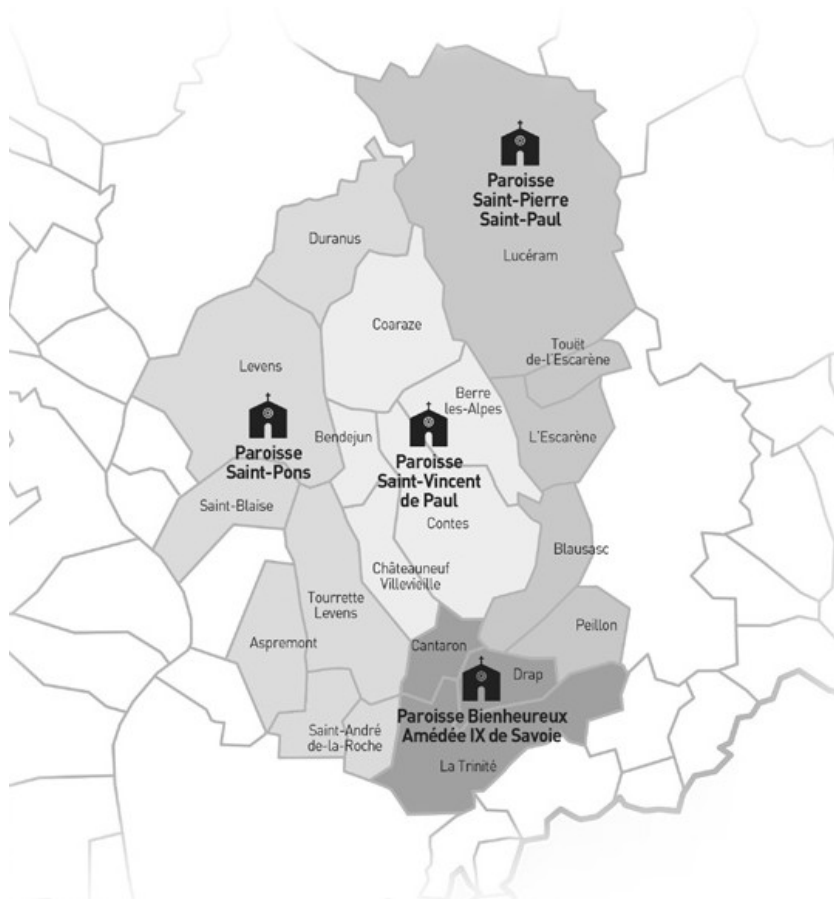 Paroisse
Saint-Pierre
Saint-Paul
Lucéram
Duranus
Coaraze
Touët
de-l'Escarène
Levens
Berre
les-Alpes
Bendejun
L'Escarène
Paroisse
Saint-Pons
Paroisse
Saint-Vincent
de Paul
Saint-Blaise
Contes
Blausasc
Châteauneuf
Villevieille
Tourrette
Levens
Peillon
Aspremont
Cantaron
Drap
Paroisse Bienheureux
Amédée IX de Savoie
Saint-André
de-la-Roche
La Trinité